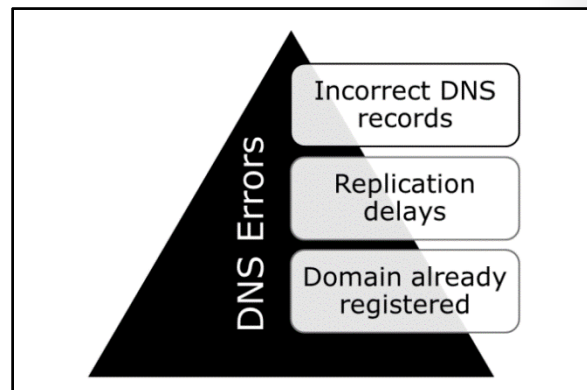 DNS Errors
Incorrect DNS
records
Replication
delays
Domain already
registered